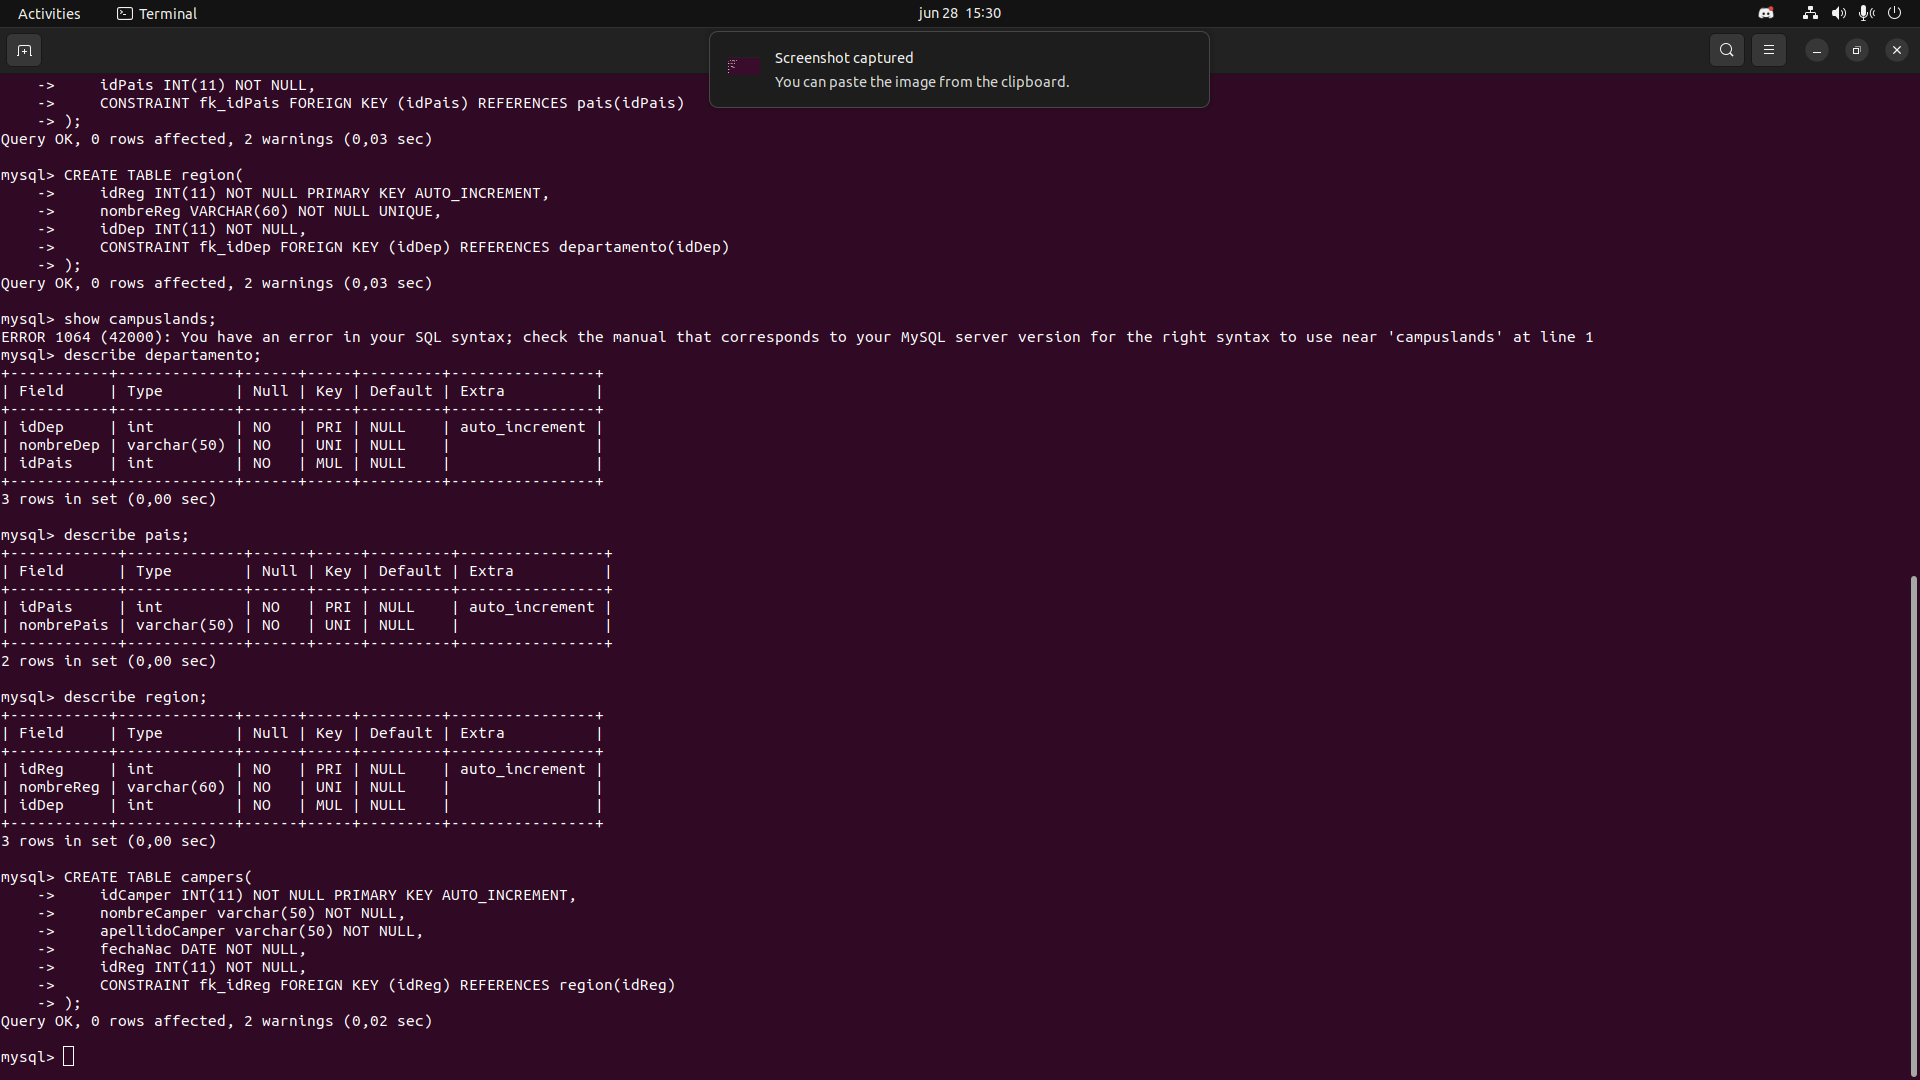 Activities Terminal jun 28 15:30
Screenshot captured
You can paste the image from the clipboard.
    ->     idPais INT(11) NOT NULL,
    ->     CONSTRAINT fk_idPais FOREIGN KEY (idPais) REFERENCES pais(idPais)
    -> );
Query OK, 0 rows affected, 2 warnings (0,03 sec)

mysql> CREATE TABLE region(
    ->     idReg INT(11) NOT NULL PRIMARY KEY AUTO_INCREMENT,
    ->     nombreReg VARCHAR(60) NOT NULL UNIQUE,
    ->     idDep INT(11) NOT NULL,
    ->     CONSTRAINT fk_idDep FOREIGN KEY (idDep) REFERENCES departamento(idDep)
    -> );
Query OK, 0 rows affected, 2 warnings (0,03 sec)

mysql> show campuslands;
ERROR 1064 (42000): You have an error in your SQL syntax; check the manual that corresponds to your MySQL server version for the right syntax to use near 'campuslands' at line 1
mysql> describe departamento;
+-----------+-------------+------+-----+---------+----------------+
| Field     | Type        | Null | Key | Default | Extra          |
+-----------+-------------+------+-----+---------+----------------+
| idDep     | int         | NO   | PRI | NULL    | auto_increment |
| nombreDep | varchar(50) | NO   | UNI | NULL    |                |
| idPais    | int         | NO   | MUL | NULL    |                |
+-----------+-------------+------+-----+---------+----------------+
3 rows in set (0,00 sec)

mysql> describe pais;
+------------+-------------+------+-----+---------+----------------+
| Field      | Type        | Null | Key | Default | Extra          |
+------------+-------------+------+-----+---------+----------------+
| idPais     | int         | NO   | PRI | NULL    | auto_increment |
| nombrePais | varchar(50) | NO   | UNI | NULL    |                |
+------------+-------------+------+-----+---------+----------------+
2 rows in set (0,00 sec)

mysql> describe region;
+-----------+-------------+------+-----+---------+----------------+
| Field     | Type        | Null | Key | Default | Extra          |
+-----------+-------------+------+-----+---------+----------------+
| idReg     | int         | NO   | PRI | NULL    | auto_increment |
| nombreReg | varchar(60) | NO   | UNI | NULL    |                |
| idDep     | int         | NO   | MUL | NULL    |                |
+-----------+-------------+------+-----+---------+----------------+
3 rows in set (0,00 sec)

mysql> CREATE TABLE campers(
    ->     idCamper INT(11) NOT NULL PRIMARY KEY AUTO_INCREMENT,
    ->     nombreCamper varchar(50) NOT NULL,
    ->     apellidoCamper varchar(50) NOT NULL,
    ->     fechaNac DATE NOT NULL,
    ->     idReg INT(11) NOT NULL,
    ->     CONSTRAINT fk_idReg FOREIGN KEY (idReg) REFERENCES region(idReg)
    -> );
Query OK, 0 rows affected, 2 warnings (0,02 sec)

mysql>